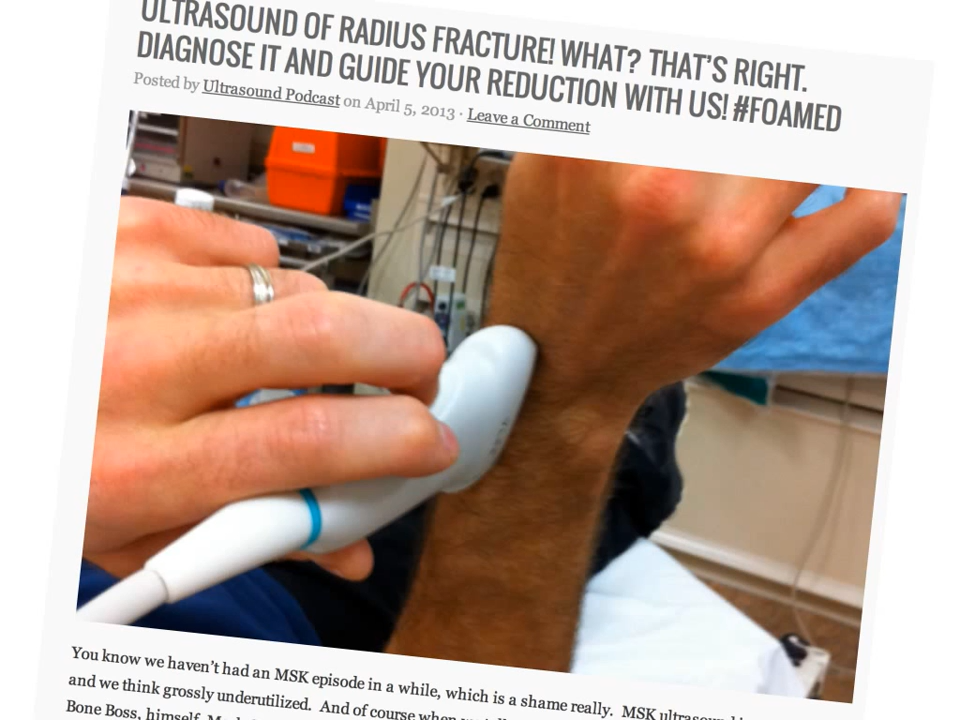 ULTRASOUND OF RADIUS FRACTURE! WHAT? THAT'S RIGHT.
DIAGNOSE IT AND GUIDE YOUR REDUCTION WITH US! #FOAMED
Posted by Ultrasound Podcast on April 5, 2013 · Leave a Comment
You know we haven't had an MSK episode in a while, which is a shame really. MSK
and we think grossly underutilized. And of course when
Bone Boss, himself,